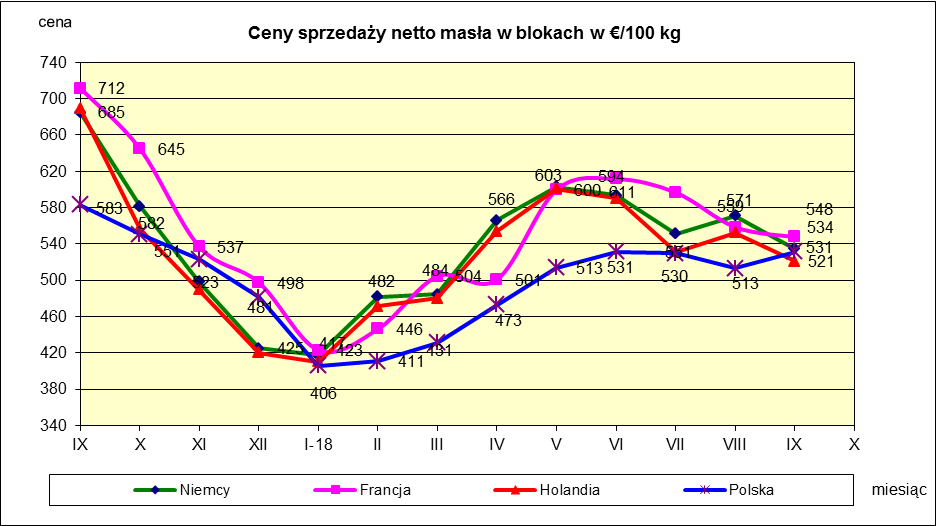 cena
Ceny sprzedaży netto masła w blokach w €/100 kg
740
700 712
685
660 645
620 603 594
600 611
580 583 582 566 571
559 548
540 551 537 534
531
523 551
500 498 482 484 504 501 513 531 530 513 521
481
460 446 473
420 425 417 423 411 431
380 406
340
IX X XI XII I-18 II III IV V VI VII VIII IX X
Niemcy Francja Holandia Polska miesiąc